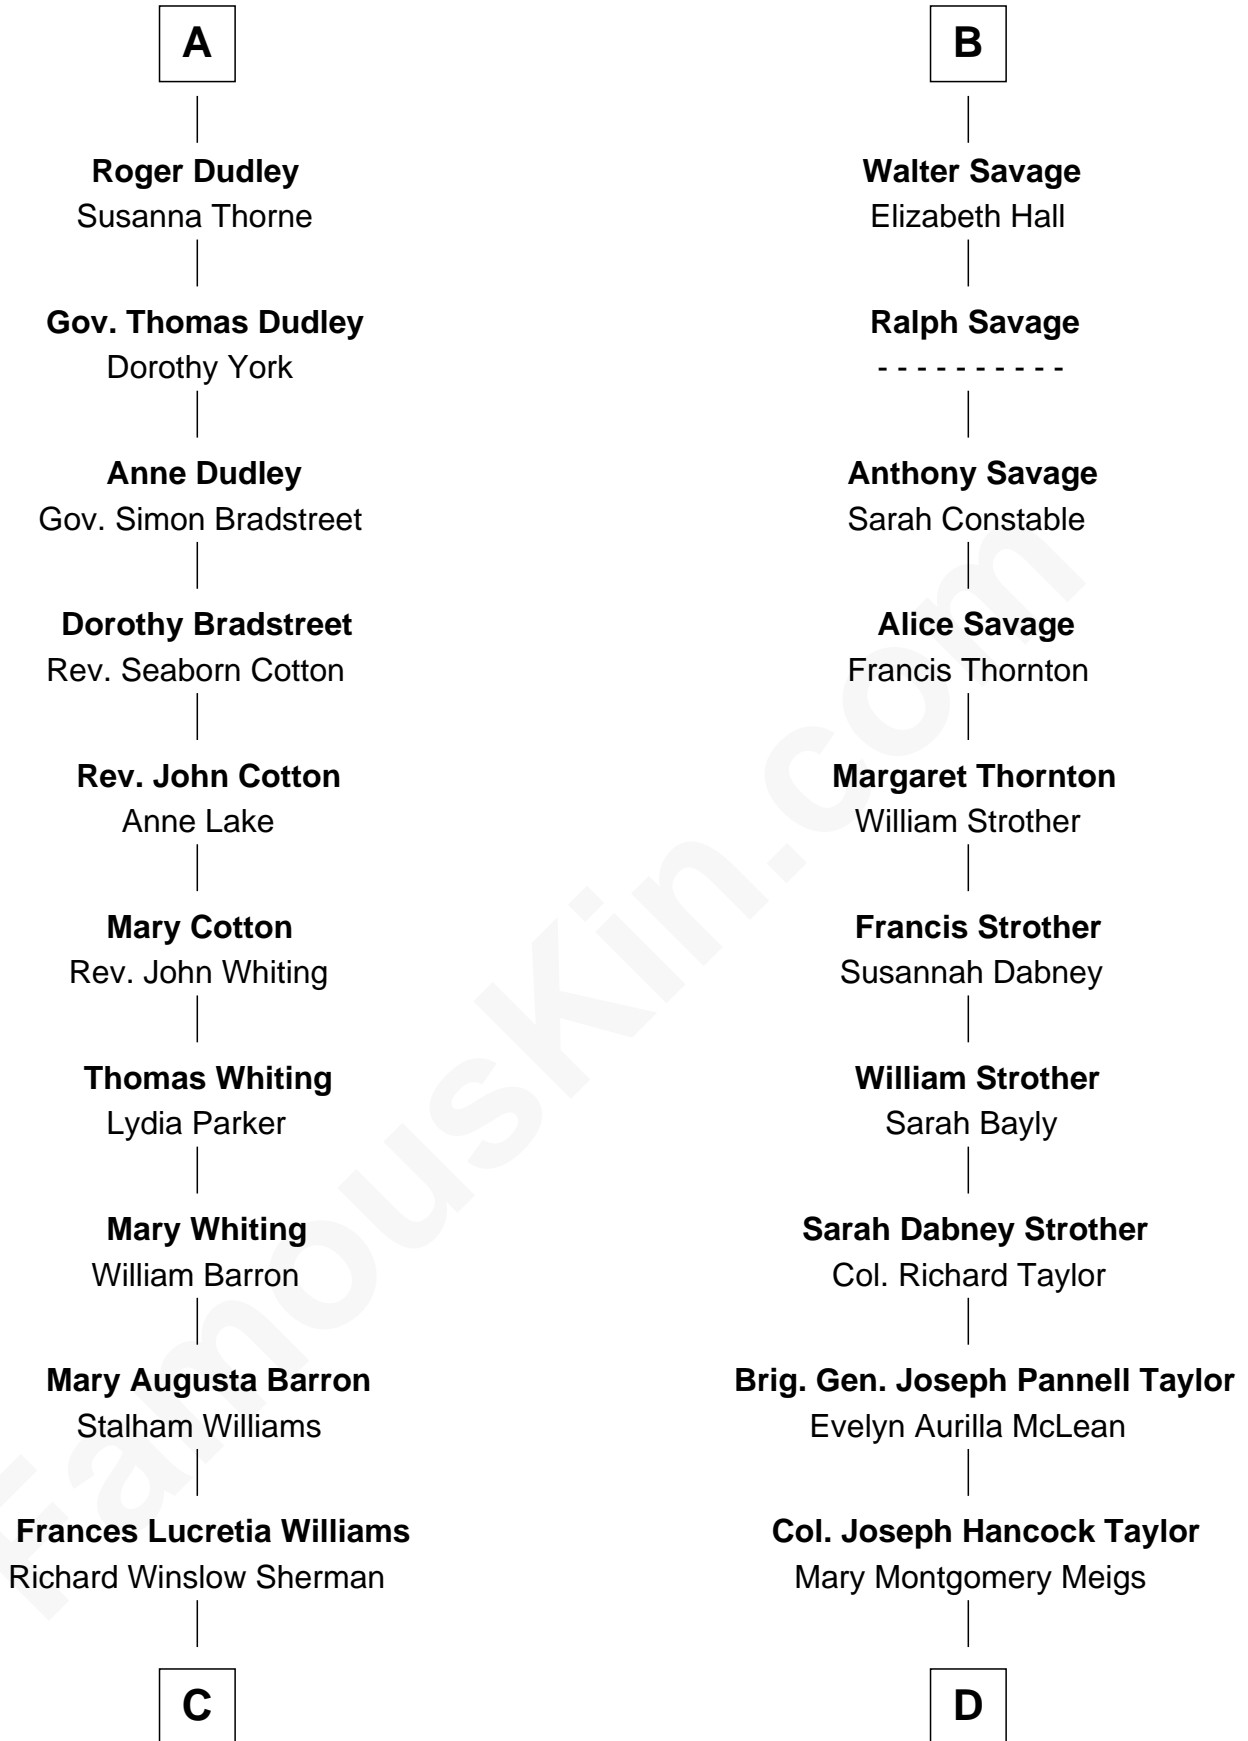 A
Roger Dudley
Susanna Thorne
Gov. Thomas Dudley
Dorothy York
Anne Dudley
Gov. Simon Bradstreet
Dorothy Bradstreet
Rev. Seaborn Cotton
Rev. John Cotton
Anne Lake
Mary Cotton
Rev. John Whiting
Thomas Whiting
Lydia Parker
Mary Whiting
William Barron
Mary Augusta Barron
Stalham Williams
Frances Lucretia Williams
Richard Winslow Sherman
C
B
Walter Savage
Elizabeth Hall
Ralph Savage
- - - - - - - - - -
Anthony Savage
Sarah Constable
Alice Savage
Francis Thornton
Margaret Thornton
William Strother
Francis Strother
Susannah Dabney
William Strother
Sarah Bayly
Sarah Dabney Strother
Col. Richard Taylor
Brig. Gen. Joseph Pannell Taylor
Evelyn Aurilla McLean
Col. Joseph Hancock Taylor
Mary Montgomery Meigs
D
FamousKin.com